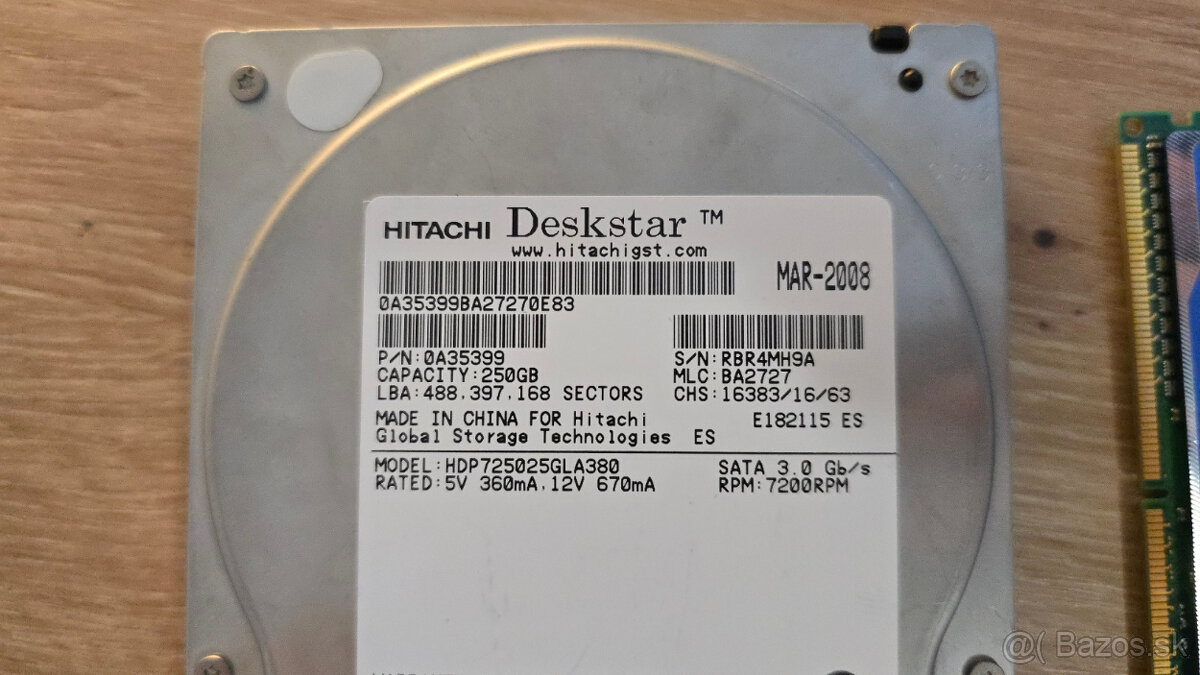 HITACHI Deskstar ™
www.hitachigst.com
MAR-2008
0A35399BA27270E83
P/N:0A35399 S/N:RBR4MH9A
CAPACITY:250GB MLC:BA2727
LBA:488,397,168 SECTORS CHS:16383/16/63
MADE IN CHINA FOR Hitachi E182115 ES
Global Storage Technologies ES
MODEL:HDP725025GLA380 SATA 3.0 Gb/s
RATED:5V 360mA,12V 670mA RPM:7200RPM
@( Bazos.sk